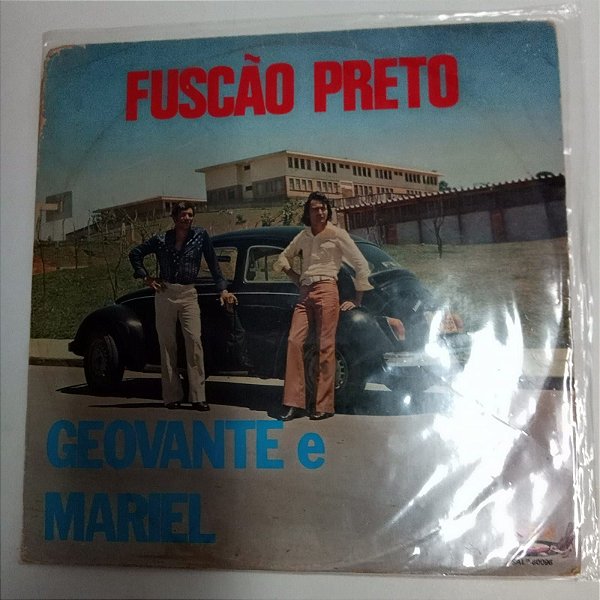 FUSCÃO PRETO
GEOVANTE e
MARIEL